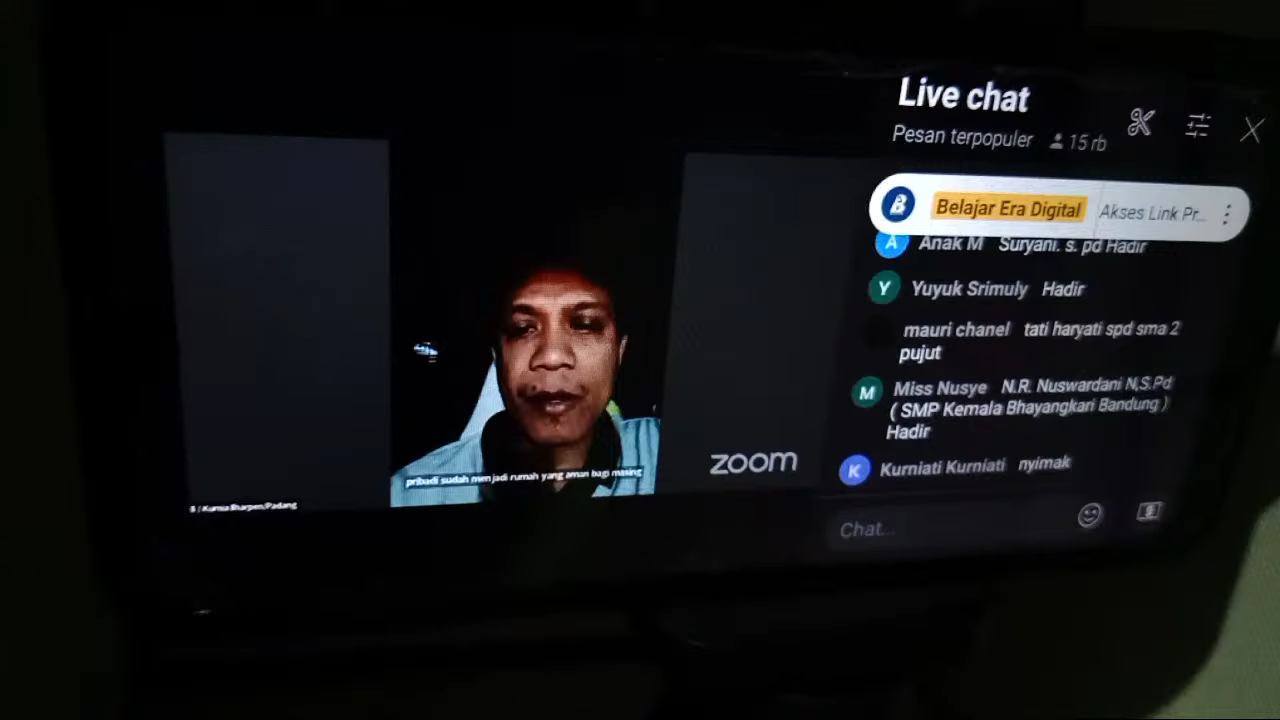 Live chat
Pesan terpopuler 15 rb
Belajar Era Digital Akses Link Pr...
A Anak M Suryani. s. pd Hadir
Y Yuyuk Srimuly Hadir
mauri chanel tati haryati spd sma 2
pujut
M Miss Nusye N.R. Nuswardani N,S.Pd
( SMP Kemala Bhayangkari Bandung )
Hadir
K Kurniati Kurniati nyimak
Chat...
zoom
pribadi sudah menjadi rumah yang aman bagi masing